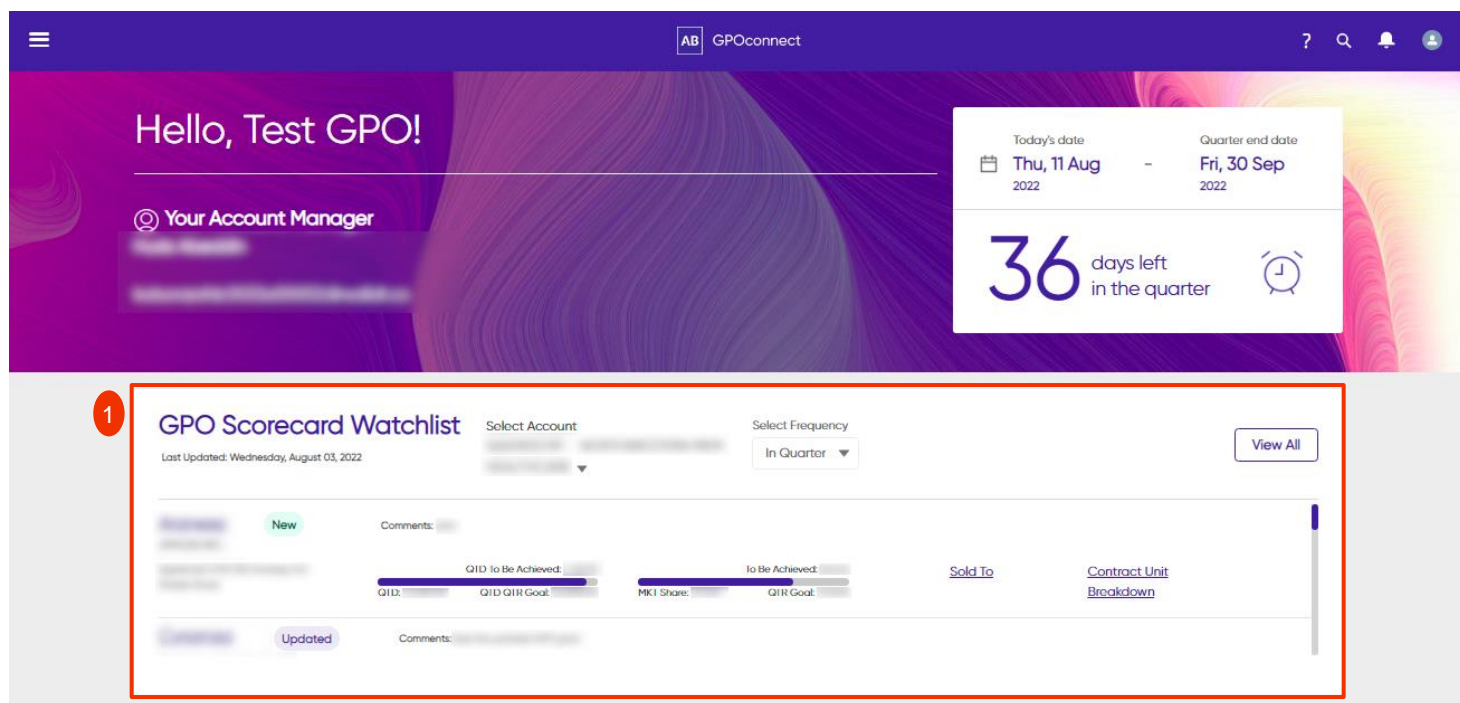 AB GPOconnect ?
Hello, Test GPO!
Your Account Manager
Today's date
Thu, 11 Aug
2022
-
Quarter end date
Fri, 30 Sep
2022
36 days left
in the quarter
1
GPO Scorecard Watchlist
Last Updated: Wednesday, August 03, 2022
Select Account
Select Frequency
In Quarter
View All
New
Comments:
QTD To Be Achieved:
QTD:
QTD QTR Goal:
To Be Achieved:
MKT Share:
QTR Goal:
Sold To
Contract Unit
Breakdown
Updated
Comments: